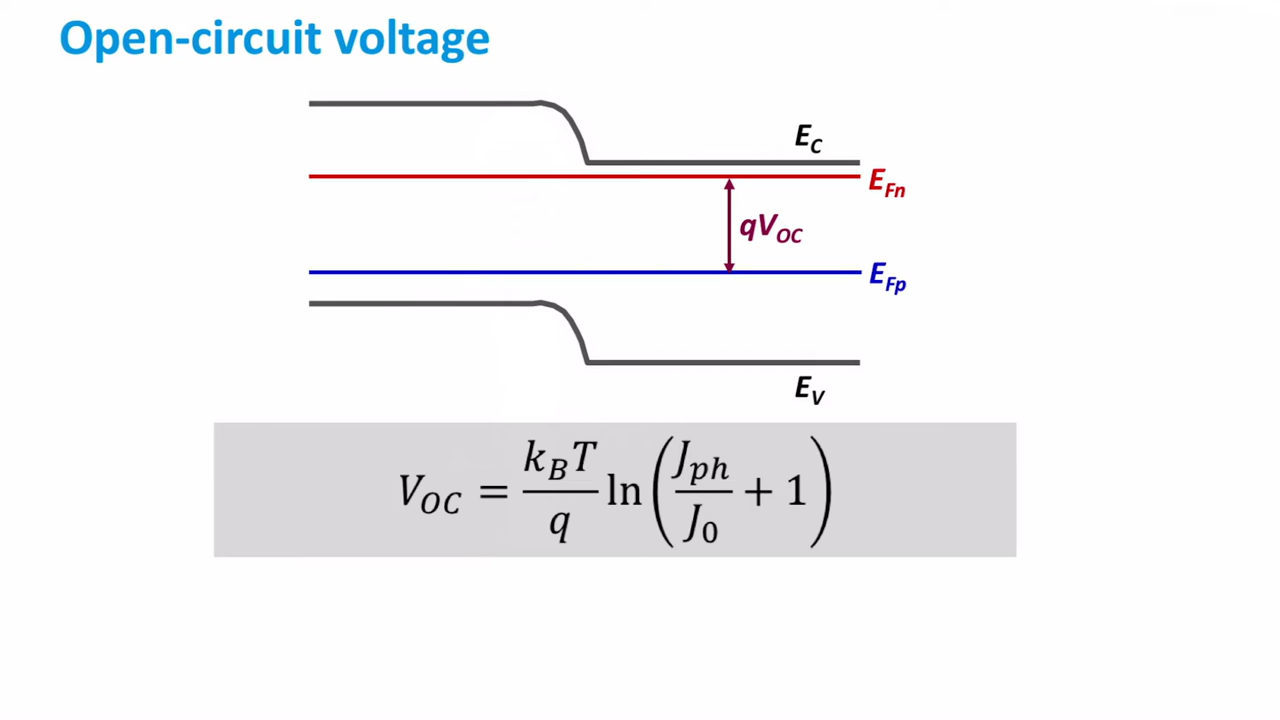 Open-circuit voltage
E_C
E_Fn
qV_OC
E_Fp
E_V
V_OC = k_B T / q ln(J_ph / J_0 + 1)